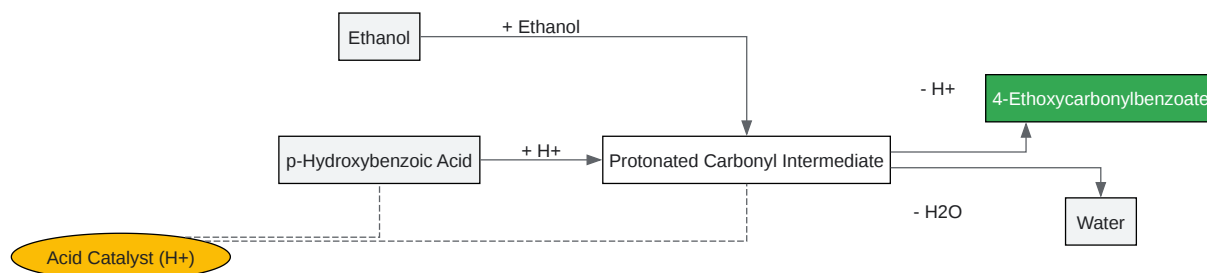 Ethanol
+ Ethanol
- H+
4-Ethoxycarbonylbenzoate
p-Hydroxybenzoic Acid
+ H+
Protonated Carbonyl Intermediate
- H2O
Water
Acid Catalyst (H+)